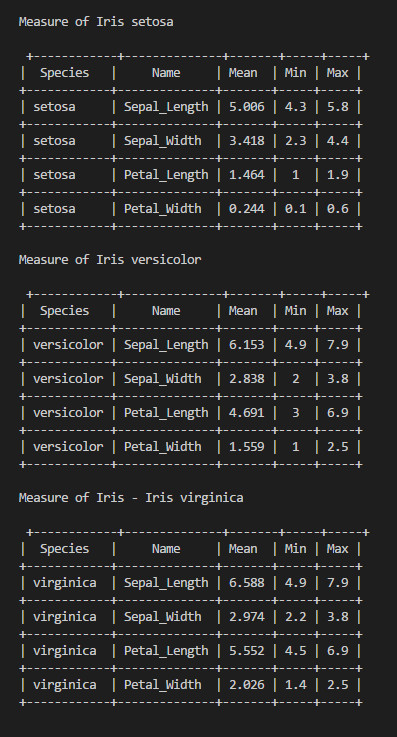 Measure of Iris setosa
+------------+--------------+-------+-----+-----+
|  Species   |     Name     | Mean  | Min | Max |
+------------+--------------+-------+-----+-----+
| setosa     | Sepal_Length | 5.006 | 4.3 | 5.8 |
+------------+--------------+-------+-----+-----+
| setosa     | Sepal_Width  | 3.418 | 2.3 | 4.4 |
+------------+--------------+-------+-----+-----+
| setosa     | Petal_Length | 1.464 |  1  | 1.9 |
+------------+--------------+-------+-----+-----+
| setosa     | Petal_Width  | 0.244 | 0.1 | 0.6 |
+------------+--------------+-------+-----+-----+
Measure of Iris versicolor
+------------+--------------+-------+-----+-----+
|  Species   |     Name     | Mean  | Min | Max |
+------------+--------------+-------+-----+-----+
| versicolor | Sepal_Length | 6.153 | 4.9 | 7.9 |
+------------+--------------+-------+-----+-----+
| versicolor | Sepal_Width  | 2.838 |  2  | 3.8 |
+------------+--------------+-------+-----+-----+
| versicolor | Petal_Length | 4.691 |  3  | 6.9 |
+------------+--------------+-------+-----+-----+
| versicolor | Petal_Width  | 1.559 |  1  | 2.5 |
+------------+--------------+-------+-----+-----+
Measure of Iris - Iris virginica
+------------+--------------+-------+-----+-----+
|  Species   |     Name     | Mean  | Min | Max |
+------------+--------------+-------+-----+-----+
| virginica  | Sepal_Length | 6.588 | 4.9 | 7.9 |
+------------+--------------+-------+-----+-----+
| virginica  | Sepal_Width  | 2.974 | 2.2 | 3.8 |
+------------+--------------+-------+-----+-----+
| virginica  | Petal_Length | 5.552 | 4.5 | 6.9 |
+------------+--------------+-------+-----+-----+
| virginica  | Petal_Width  | 2.026 | 1.4 | 2.5 |
+------------+--------------+-------+-----+-----+